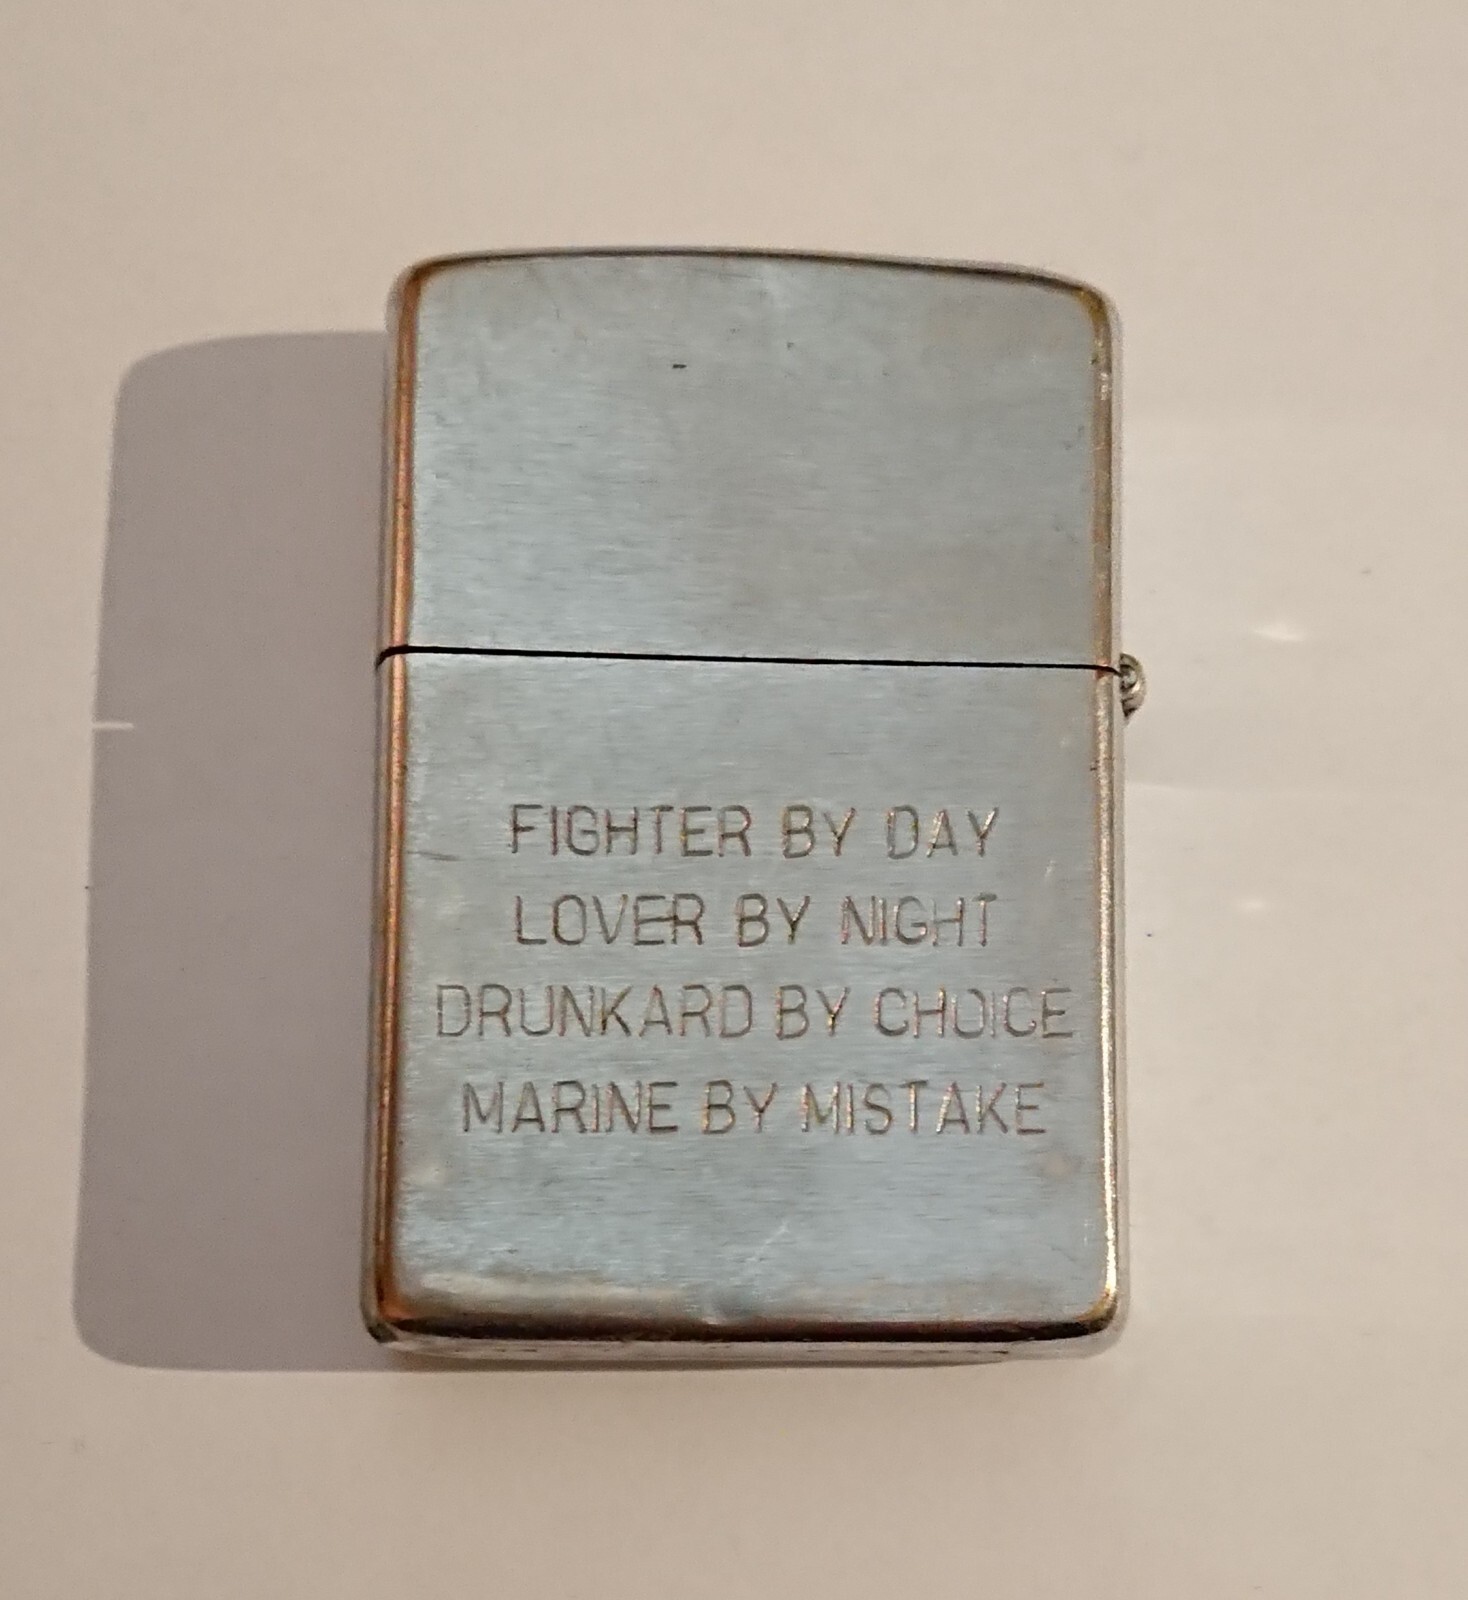 FIGHTER BY DAY
LOVER BY NIGHT
DRUNKARD BY CHOICE
MARINE BY MISTAKE